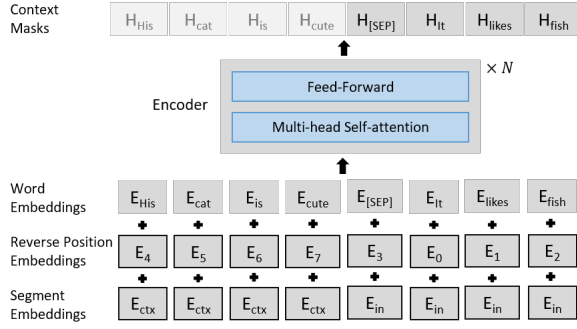 Context Masks H_His H_cat H_is H_cute H_[SEP] H_It H_likes H_fish
× N
Encoder
Feed-Forward
Multi-head Self-attention
Word Embeddings E_His E_cat E_is E_cute E_[SEP] E_It E_likes E_fish
+ + + + + + + +
Reverse Position Embeddings E_4 E_5 E_6 E_7 E_3 E_0 E_1 E_2
+ + + + + + + +
Segment Embeddings E_ctx E_ctx E_ctx E_ctx E_in E_in E_in E_in